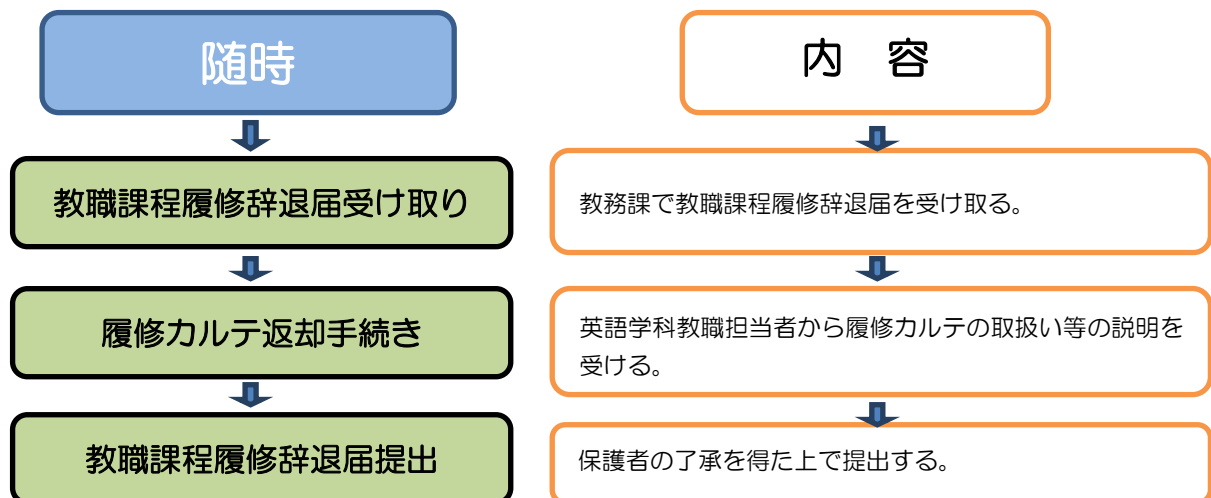 随時
内 容
教職課程履修辞退届受け取り
教務課で教職課程履修辞退届を受け取る。
履修カルテ返却手続き
英語学科教職担当者から履修カルテの取扱い等の説明を
受ける。
教職課程履修辞退届提出
保護者の了承を得た上で提出する。